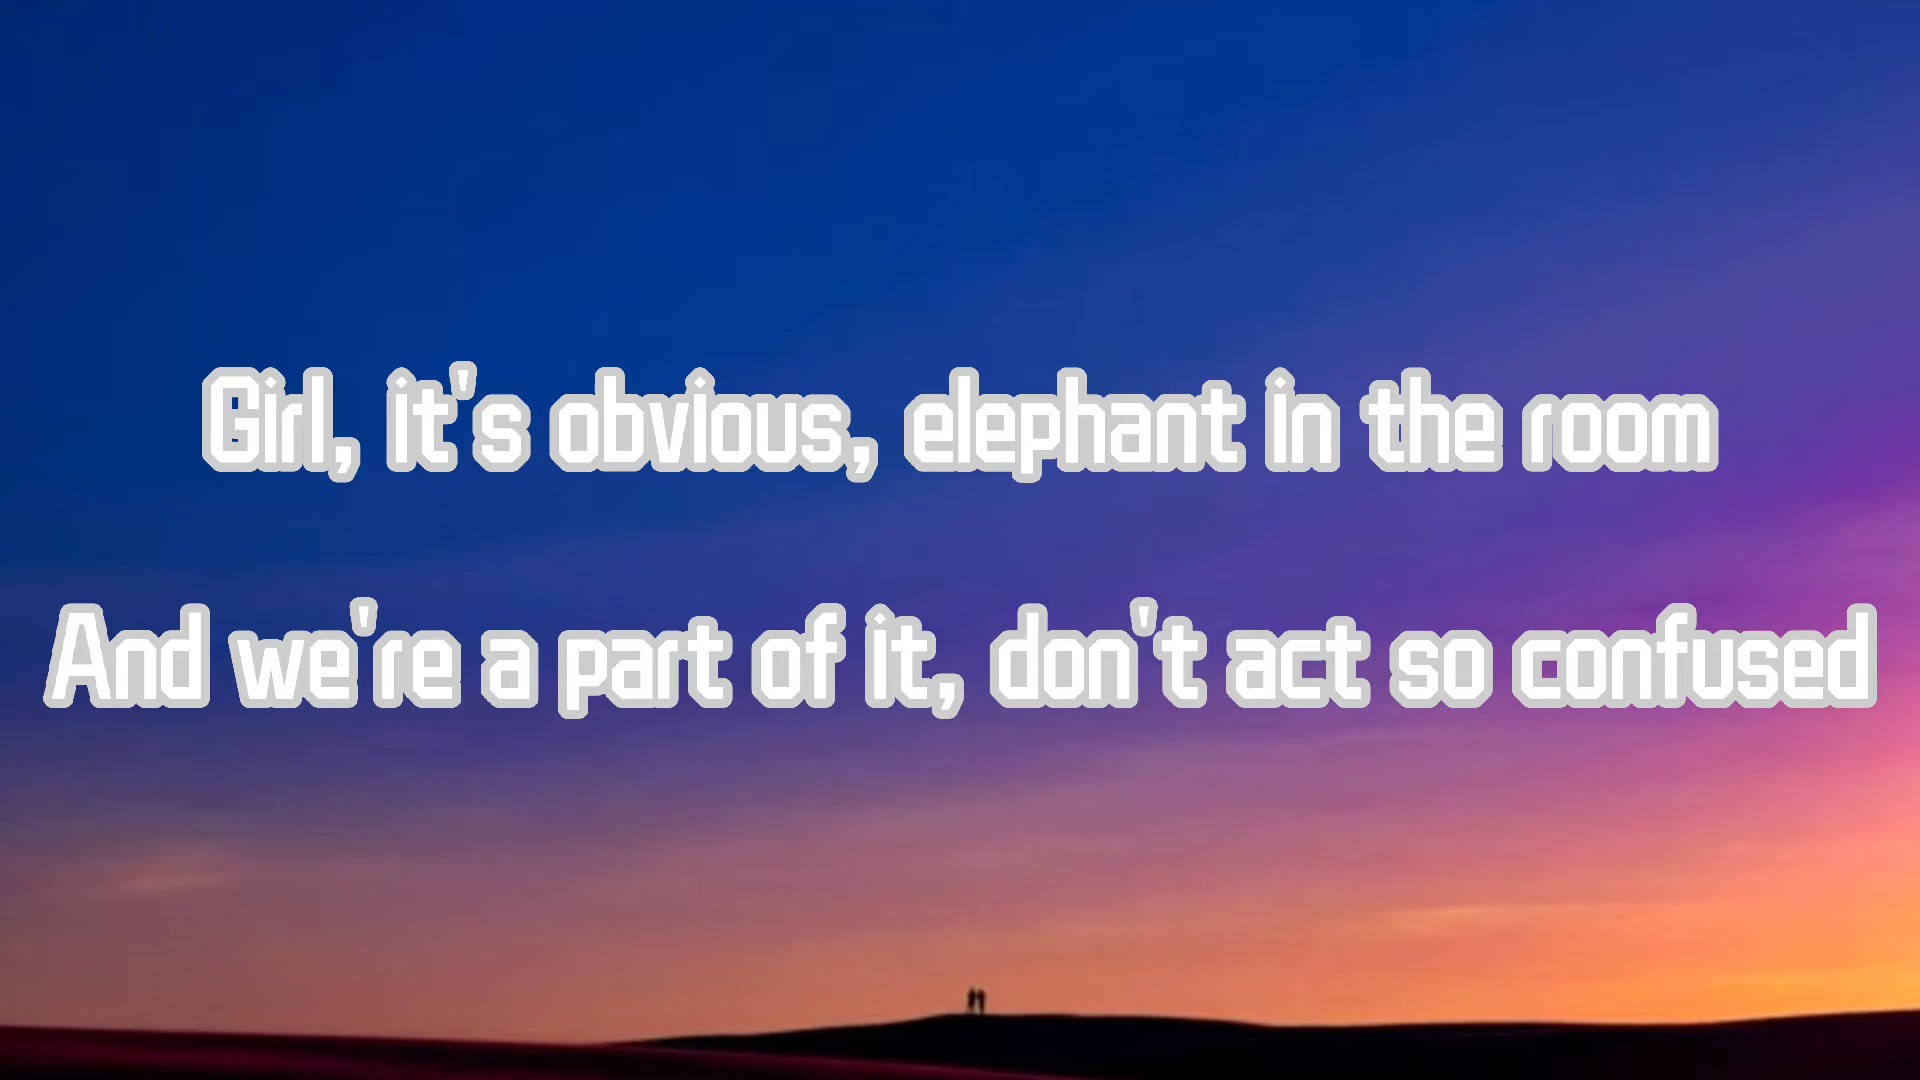 Girl, it's obvious, elephant in the room
And we're a part of it, don't act so confused